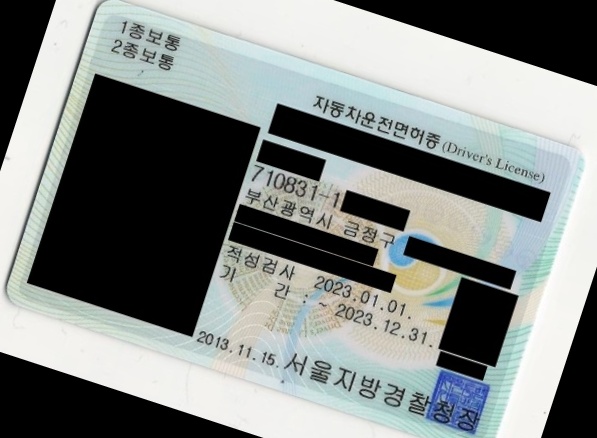 1종보통
2종보통
자동차운전면허증 (Driver's License)
710831-1
부산광역시 금정구
적성검사 2023.01.01.
기 간 : ~ 2023.12.31.
2013.11.15. 서울지방경찰청장